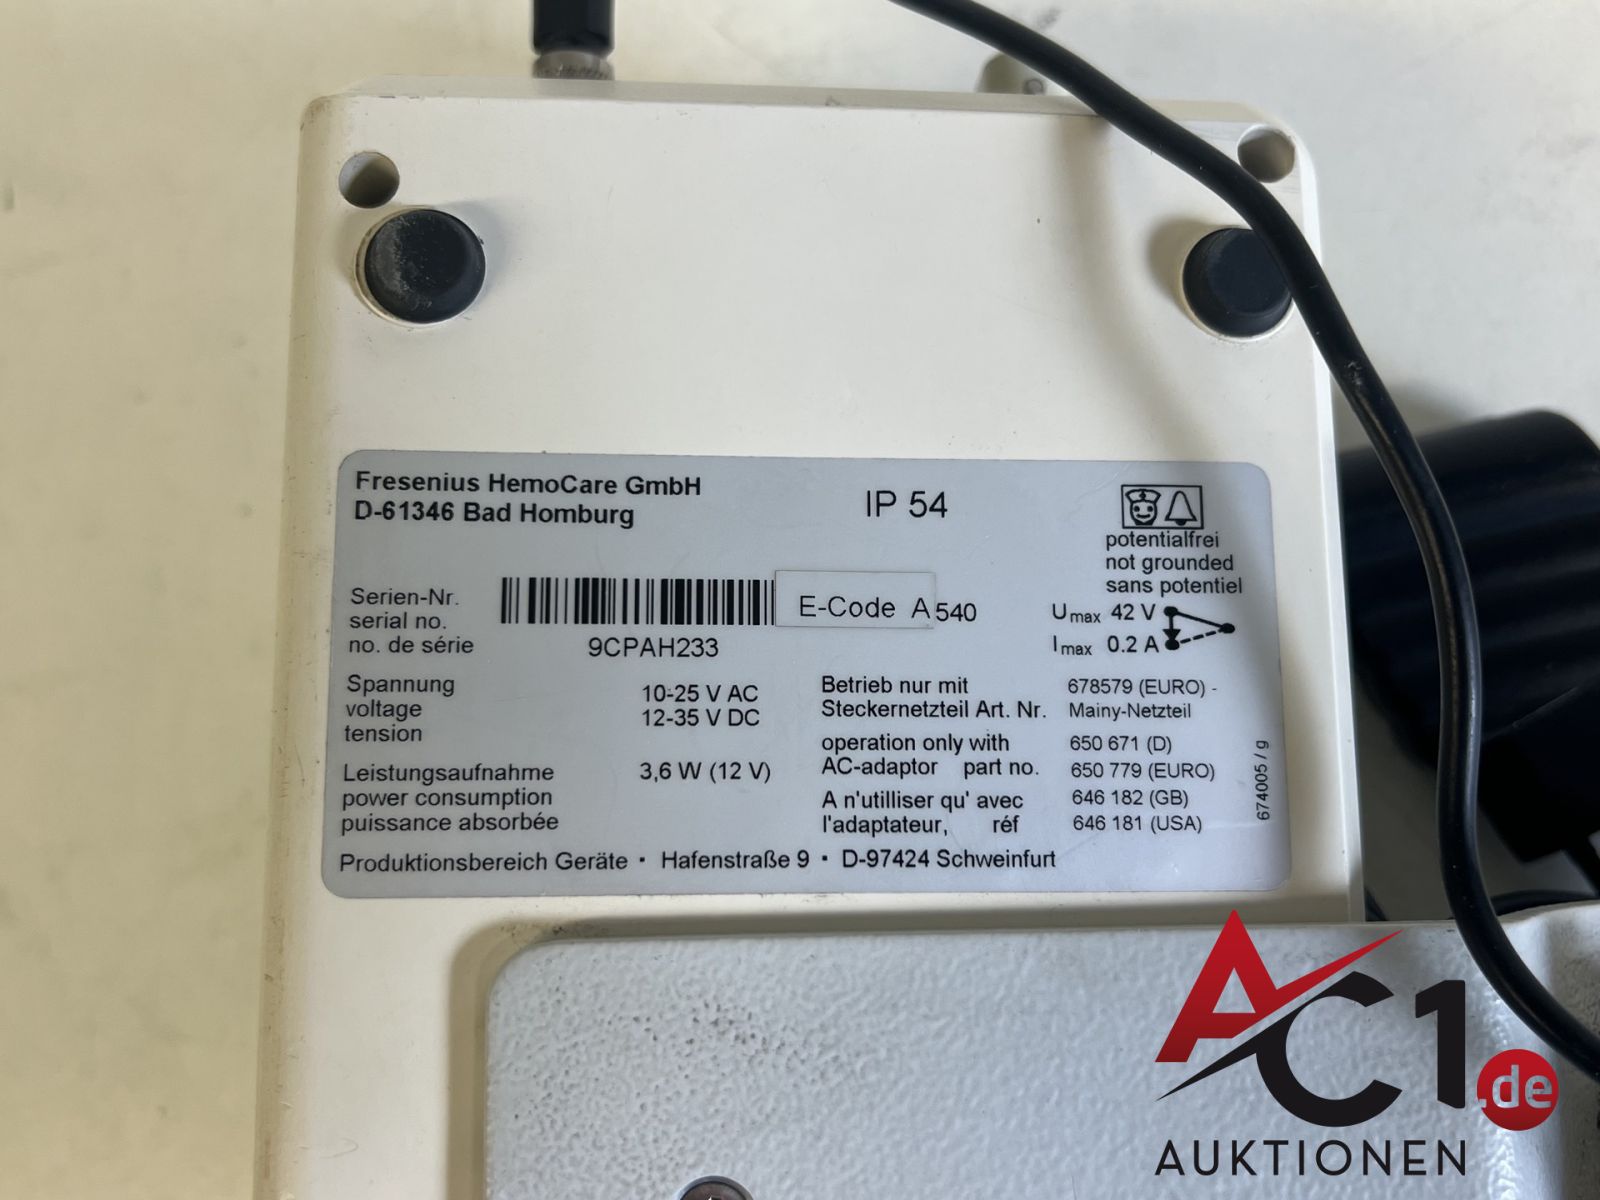 Fresenius HemoCare GmbH
D-61346 Bad Homburg
IP 54
potentialfrei
not grounded
sans potentiel
Umax 42 V
Imax 0.2 A
Serien-Nr.
serial no.
no. de série
9CPAH233
E-Code A 540
Spannung
voltage
tension
10-25 V AC
12-35 V DC
Leistungsaufnahme
power consumption
puissance absorbée
3,6 W (12 V)
Betrieb nur mit
Steckernetzteil Art. Nr.
678579 (EURO) -
Mainy-Netzteil
operation only with
AC-adaptor part no.
650 671 (D)
650 779 (EURO)
A n'utiliser qu' avec
l'adaptateur, réf
646 182 (GB)
646 181 (USA)
674005 / g
Produktionsbereich Geräte · Hafenstraße 9 · D-97424 Schweinfurt
AC1.de
AUKTIONEN